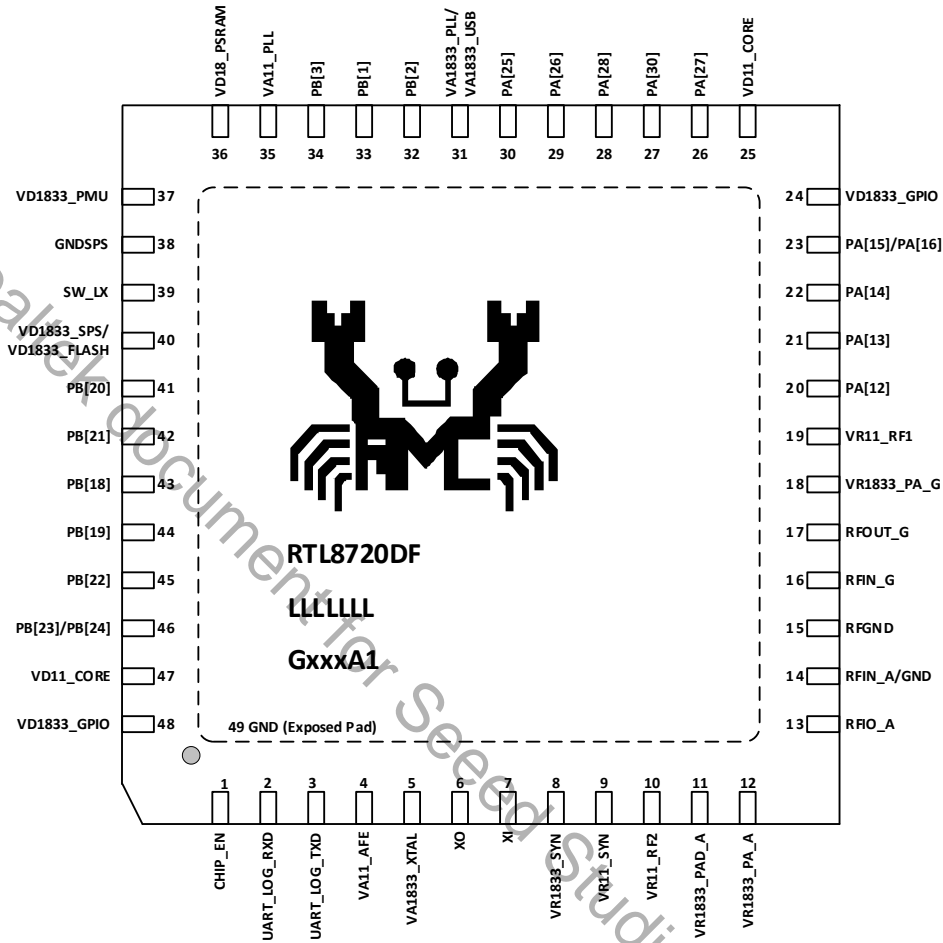 VD18_PSRAM
VA11_PLL
PB[3]
PB[1]
PB[2]
VA1833_PLL/
VA1833_USB
PA[25]
PA[26]
PA[28]
PA[30]
PA[27]
VD11_CORE
36
35
34
33
32
31
30
29
28
27
26
25
VD1833_PMU 37
GNDSPS 38
SW_LX 39
VD1833_SPS/
VD1833_FLASH 40
PB[20] 41
PB[21] 42
PB[18] 43
PB[19] 44
PB[22] 45
PB[23]/PB[24] 46
VD11_CORE 47
VD1833_GPIO 48
24 VD1833_GPIO
23 PA[15]/PA[16]
22 PA[14]
21 PA[13]
20 PA[12]
19 VR11_RF1
18 VR1833_PA_G
17 RFOUT_G
16 RFIN_G
15 RFGND
14 RFIN_A/GND
13 RFIO_A
AMC
RTL8720DF
LLLLLLL
GxxxA1
49 GND (Exposed Pad)
1
2
3
4
5
6
7
8
9
10
11
12
CHIP_EN
UART_LOG_RXD
UART_LOG_TXD
VA11_AFE
VA1833_XTAL
XO
XI
VR1833_SYN
VR11_SYN
VR11_RF2
VR1833_PAD_A
VR1833_PA_A
document for Seeed